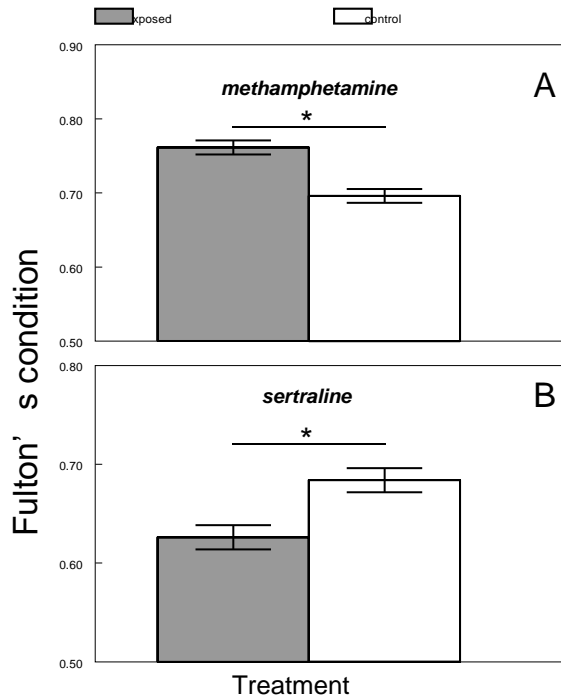 xposed control
0.90
methamphetamine A
*
0.80
0.70
0.60
0.50
0.80
sertraline B
*
0.70
0.60
0.50
Fulton’ s condition
Treatment